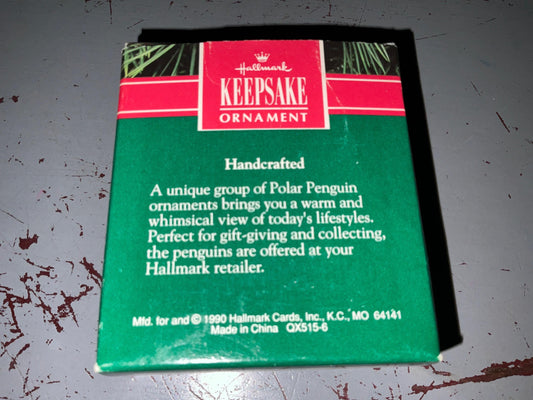 Hallmark
KEEPSAKE
ORNAMENT
Handcrafted
A unique group of Polar Penguin
ornaments brings you a warm and
whimsical view of today's lifestyles.
Perfect for gift-giving and collecting,
the penguins are offered at your
Hallmark retailer.
Mfd. for and © 1990 Hallmark Cards, Inc., K.C., MO 64141
Made in China QX515-6